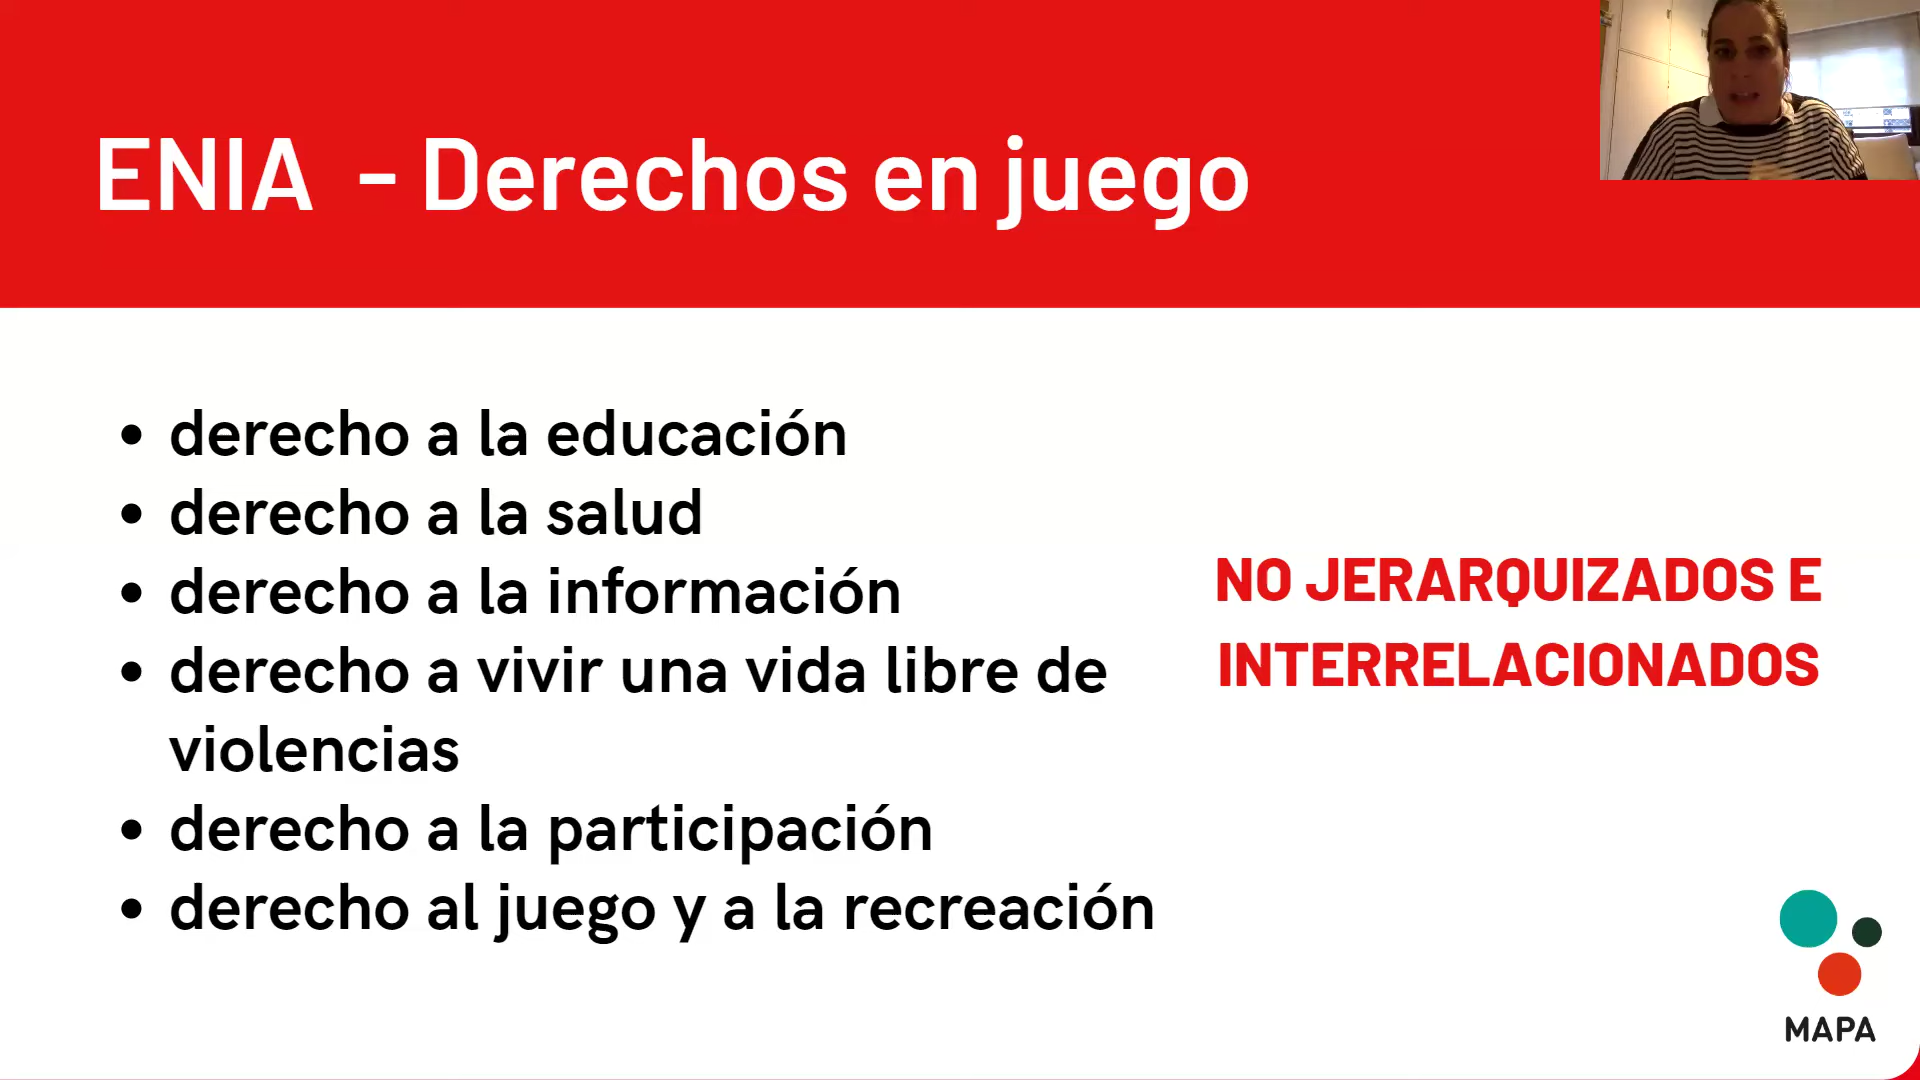 ENIA - Derechos en juego
• derecho a la educación
• derecho a la salud
• derecho a la información
• derecho a vivir una vida libre de
violencias
• derecho a la participación
• derecho al juego y a la recreación
NO JERARQUIZADOS E
INTERRELACIONADOS
MAPA